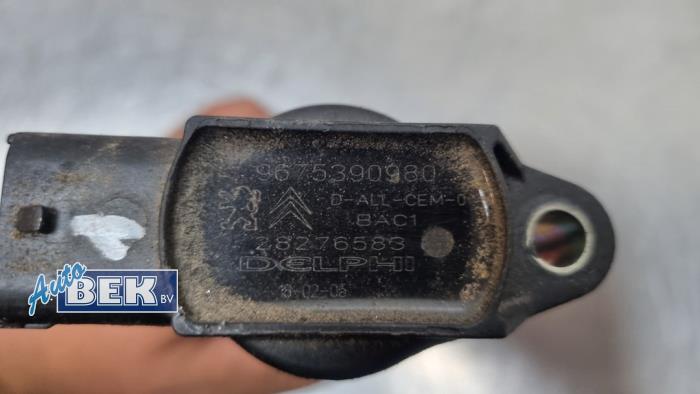 9675390980
D-ALL-CEM-0
BAC1
28276583
DELPHI
Auto
BEK BV